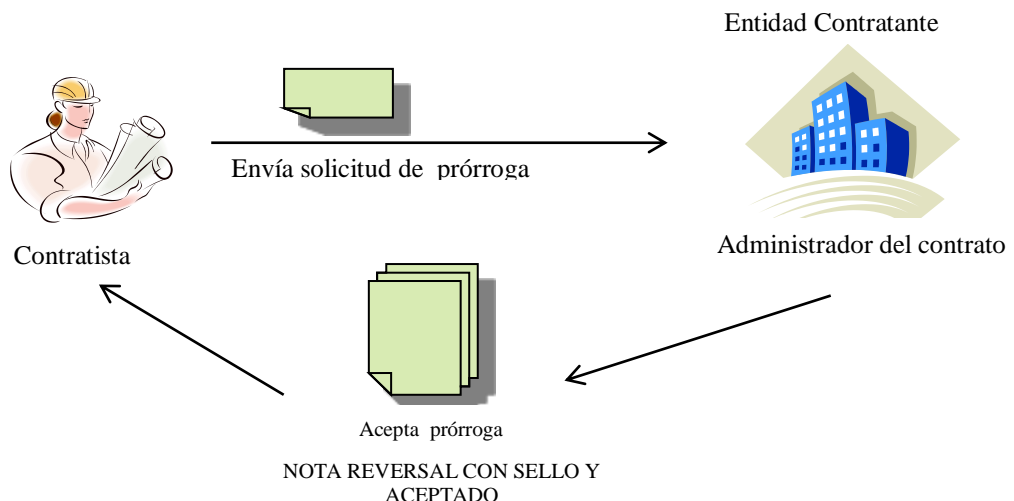 Entidad Contratante
Envía solicitud de prórroga
Contratista
Administrador del contrato
Acepta prórroga
NOTA REVERSAL CON SELLO Y
ACEPTADO